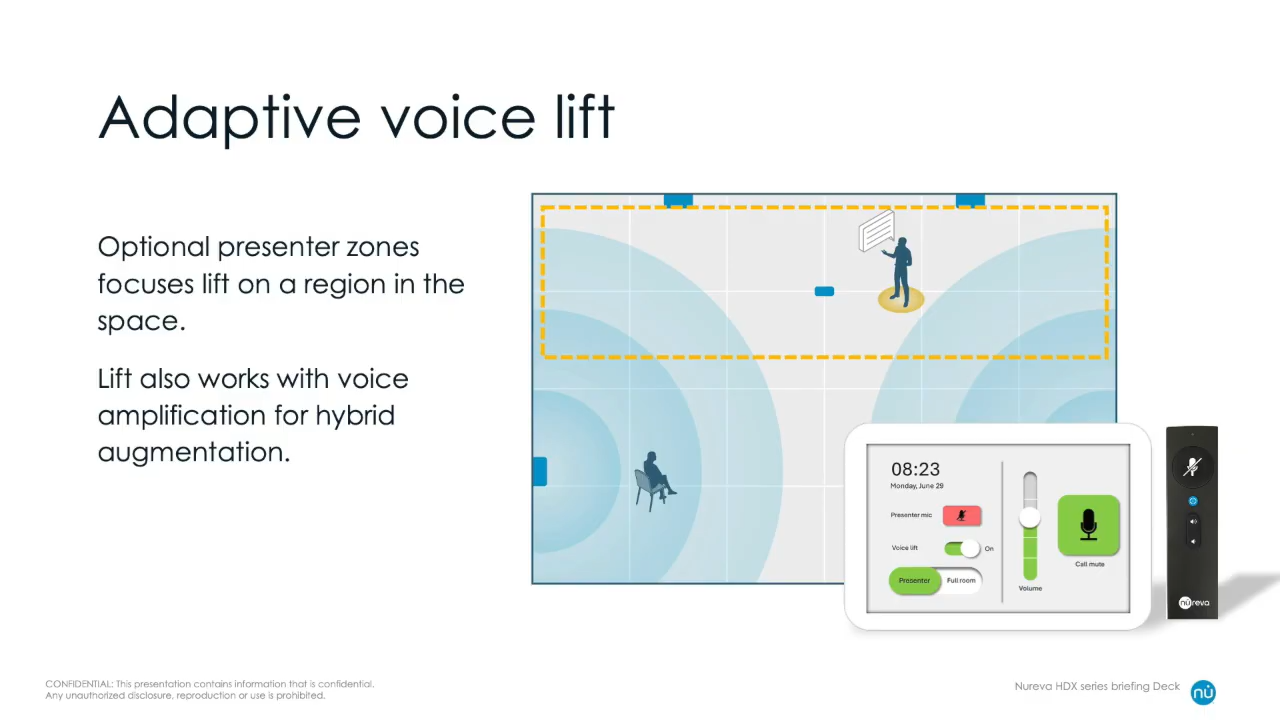 Adaptive voice lift
Optional presenter zones
focuses lift on a region in the
space.
Lift also works with voice
amplification for hybrid
augmentation.
08:23
Monday, June 29
Presenter mic
Voice lift
On
Presenter
Full room
Volume
Call mute
nureva
CONFIDENTIAL: This presentation contains information that is confidential.
Any unauthorized disclosure, reproduction or use is prohibited.
Nureva HDX series briefing Deck
nu